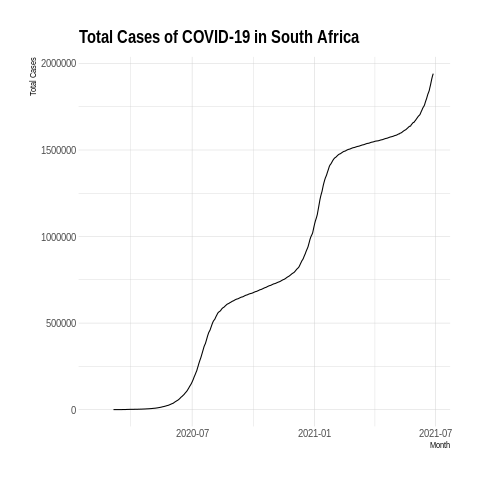 Total Cases of COVID-19 in South Africa
Total Cases
2000000
1500000
1000000
500000
0
2020-07
2021-01
2021-07
Month